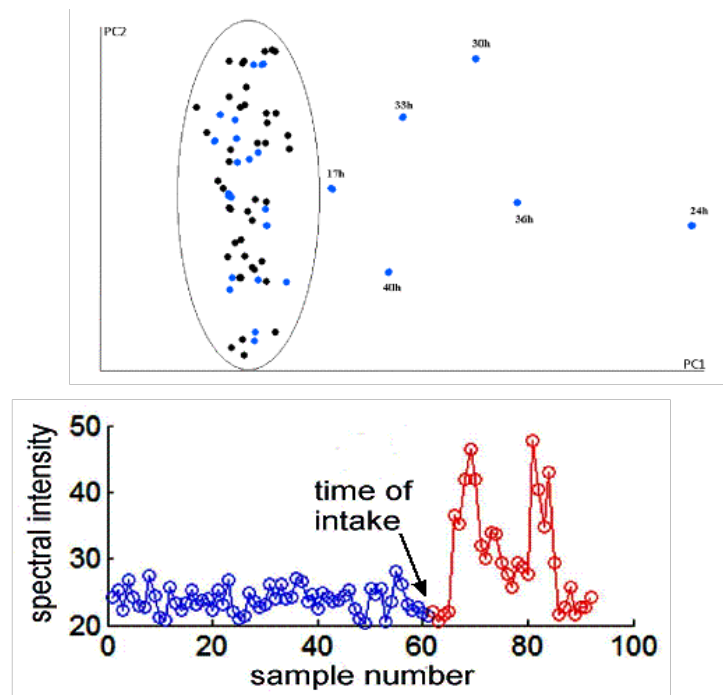 PC2
30h
33h
17h
36h
24h
40h
PC1
50
40
30
20
spectral intensity
time of
intake
0
20
40
60
80
100
sample number